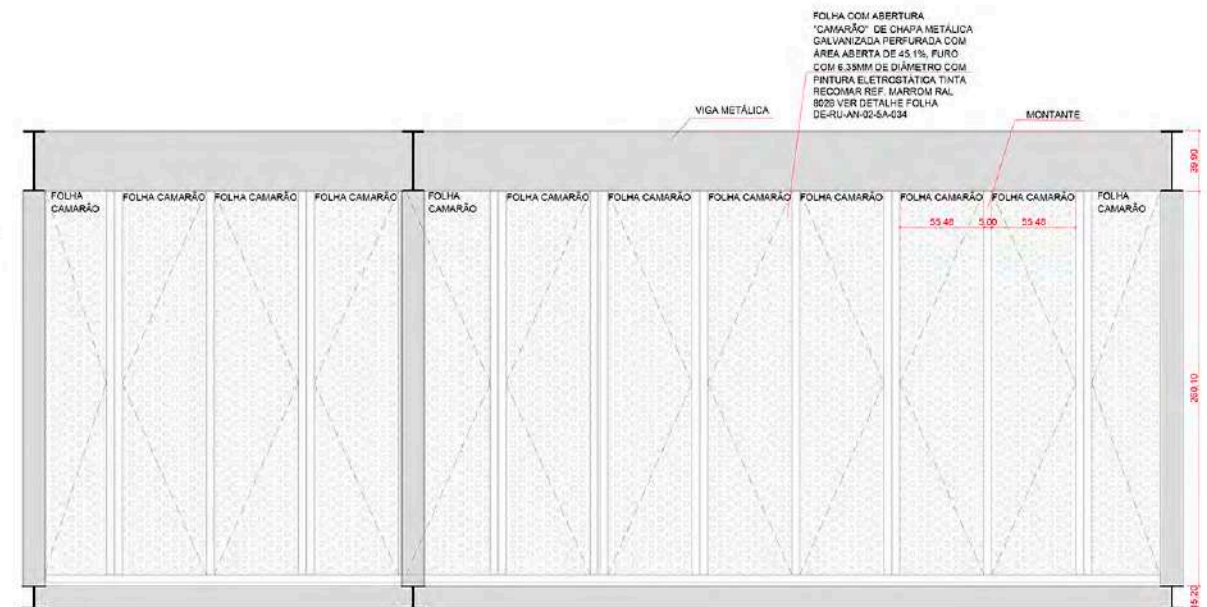 FOLHA COM ABERTURA
"CAMARÃO" DE CHAPA METÁLICA
GALVANIZADA PERFURADA COM
ÁREA ABERTA DE 45,1%, FURO
COM 6,35MM DE DIÂMETRO COM
PINTURA ELETROSTÁTICA TINTA
RECOMAR REF. MARROM RAL
8028 VER DETALHE FOLHA
DE-RU-AN-02-5A-034
VIGA METÁLICA
MONTANTE
39.90
FOLHA
CAMARÃO
FOLHA CAMARÃO
FOLHA CAMARÃO
FOLHA CAMARÃO
FOLHA
CAMARÃO
FOLHA CAMARÃO
FOLHA CAMARÃO
FOLHA CAMARÃO
FOLHA CAMARÃO
FOLHA CAMARÃO
FOLHA CAMARÃO
FOLHA
CAMARÃO
55.48 5.00 55.48
260.10
15.20